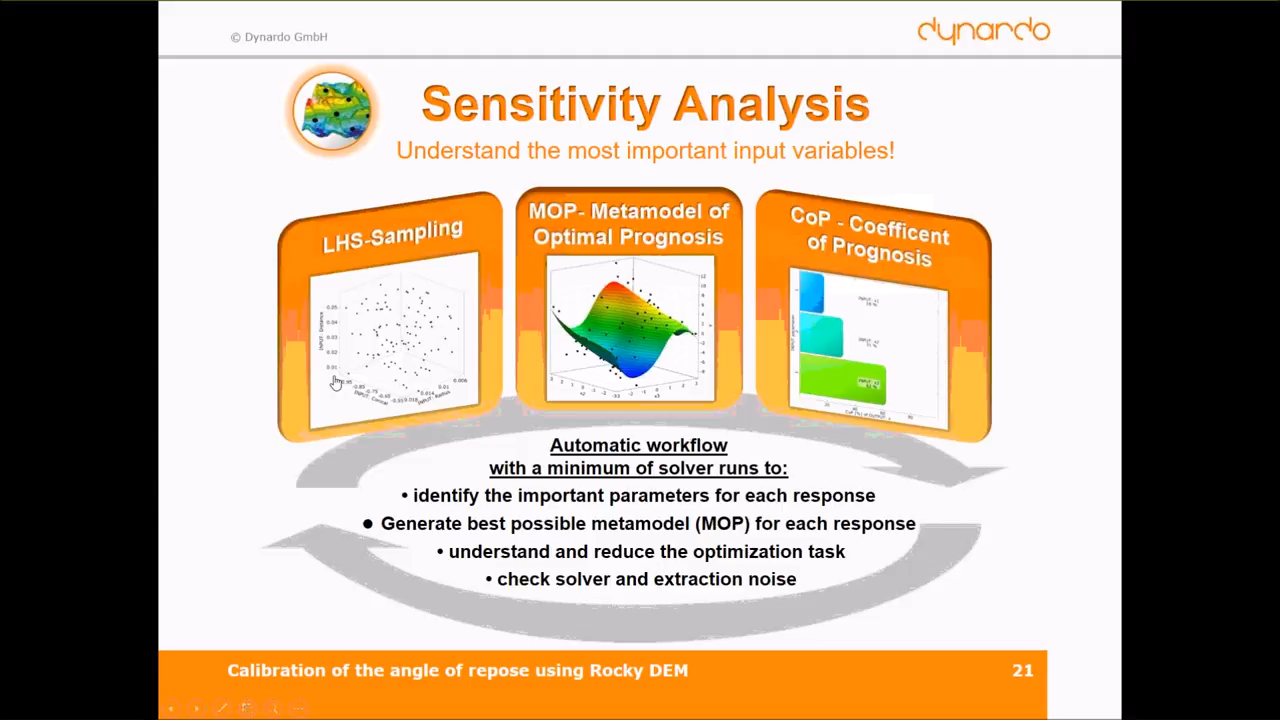 © Dynardo GmbH
dynardo
Sensitivity Analysis
Understand the most important input variables!
LHS-Sampling
MOP- Metamodel of
Optimal Prognosis
CoP - Coefficent
of Prognosis
Automatic workflow
with a minimum of solver runs to:
• identify the important parameters for each response
● Generate best possible metamodel (MOP) for each response
• understand and reduce the optimization task
• check solver and extraction noise
Calibration of the angle of repose using Rocky DEM
21